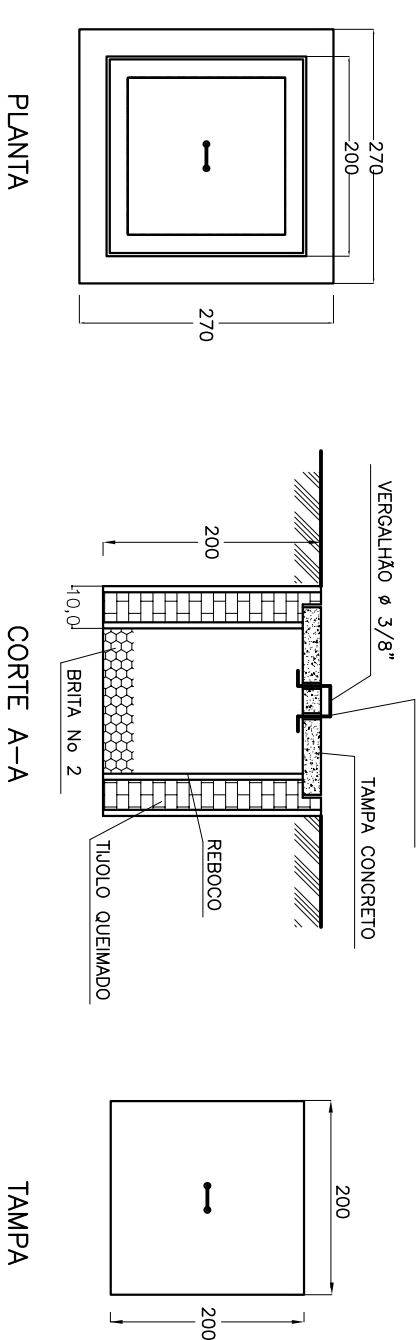 270
200
270
PLANTA
VERGALHÃO ø 3/8"
TAMPA CONCRETO
200
10,0
BRITA No 2
REBOCO
TIJOLO QUEIMADO
CORTE A-A
200
200
TAMPA